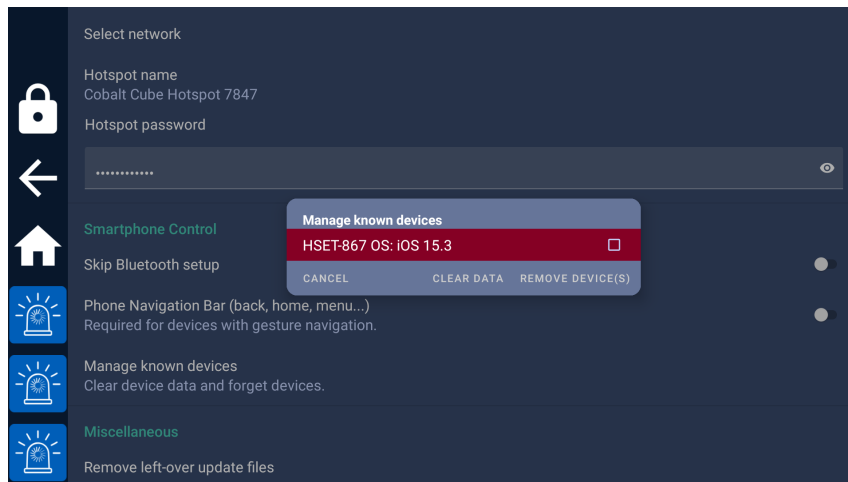 Select network
Hotspot name
Cobalt Cube Hotspot 7847
Hotspot password
............
Smartphone Control
Skip Bluetooth setup
Phone Navigation Bar (back, home, menu...)
Required for devices with gesture navigation.
Manage known devices
Clear device data and forget devices.
Miscellaneous
Remove left-over update files
Manage known devices
HSET-867 OS: iOS 15.3
CANCEL CLEAR DATA REMOVE DEVICE(S)